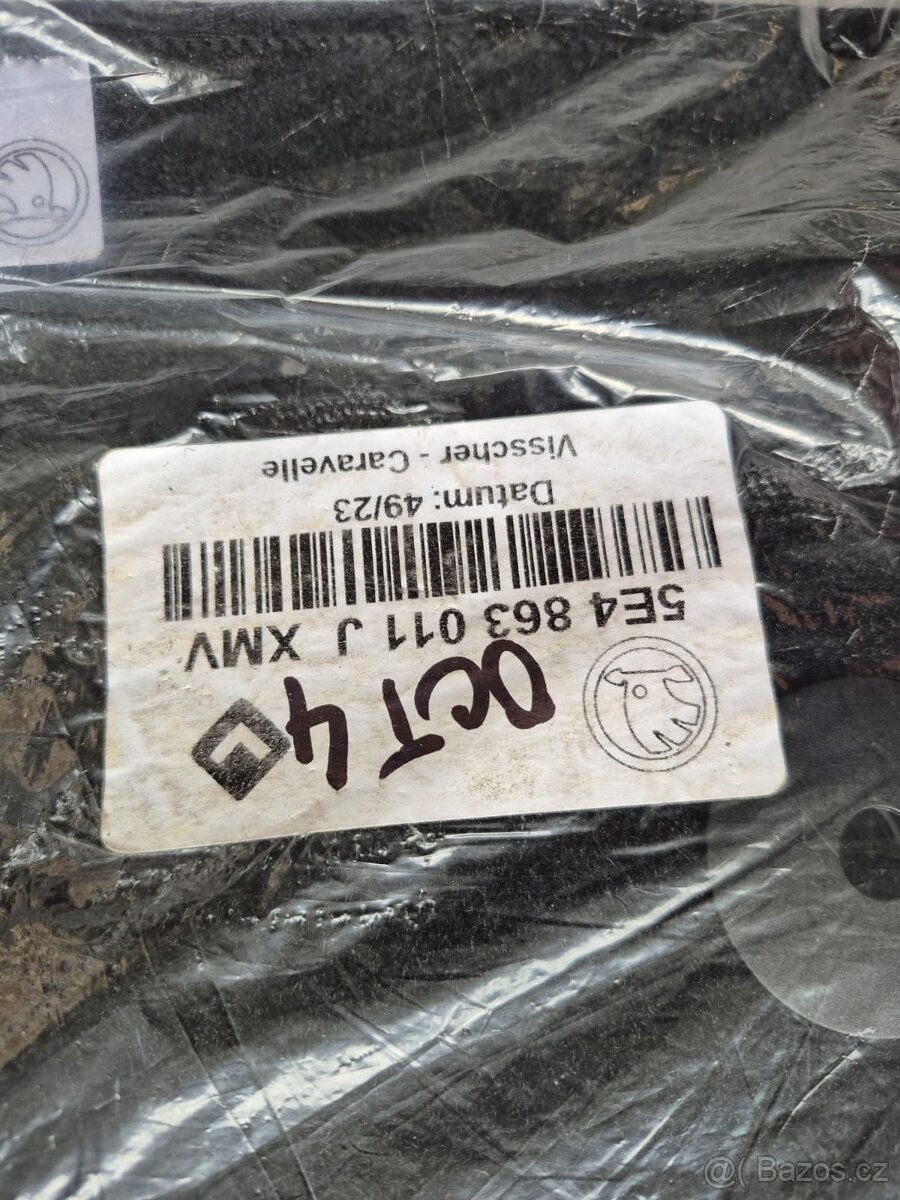 OCT 4
5E4 863 011 J XMV
Datum: 49/23
Visscher - Caravelle
@( Bazos.cz